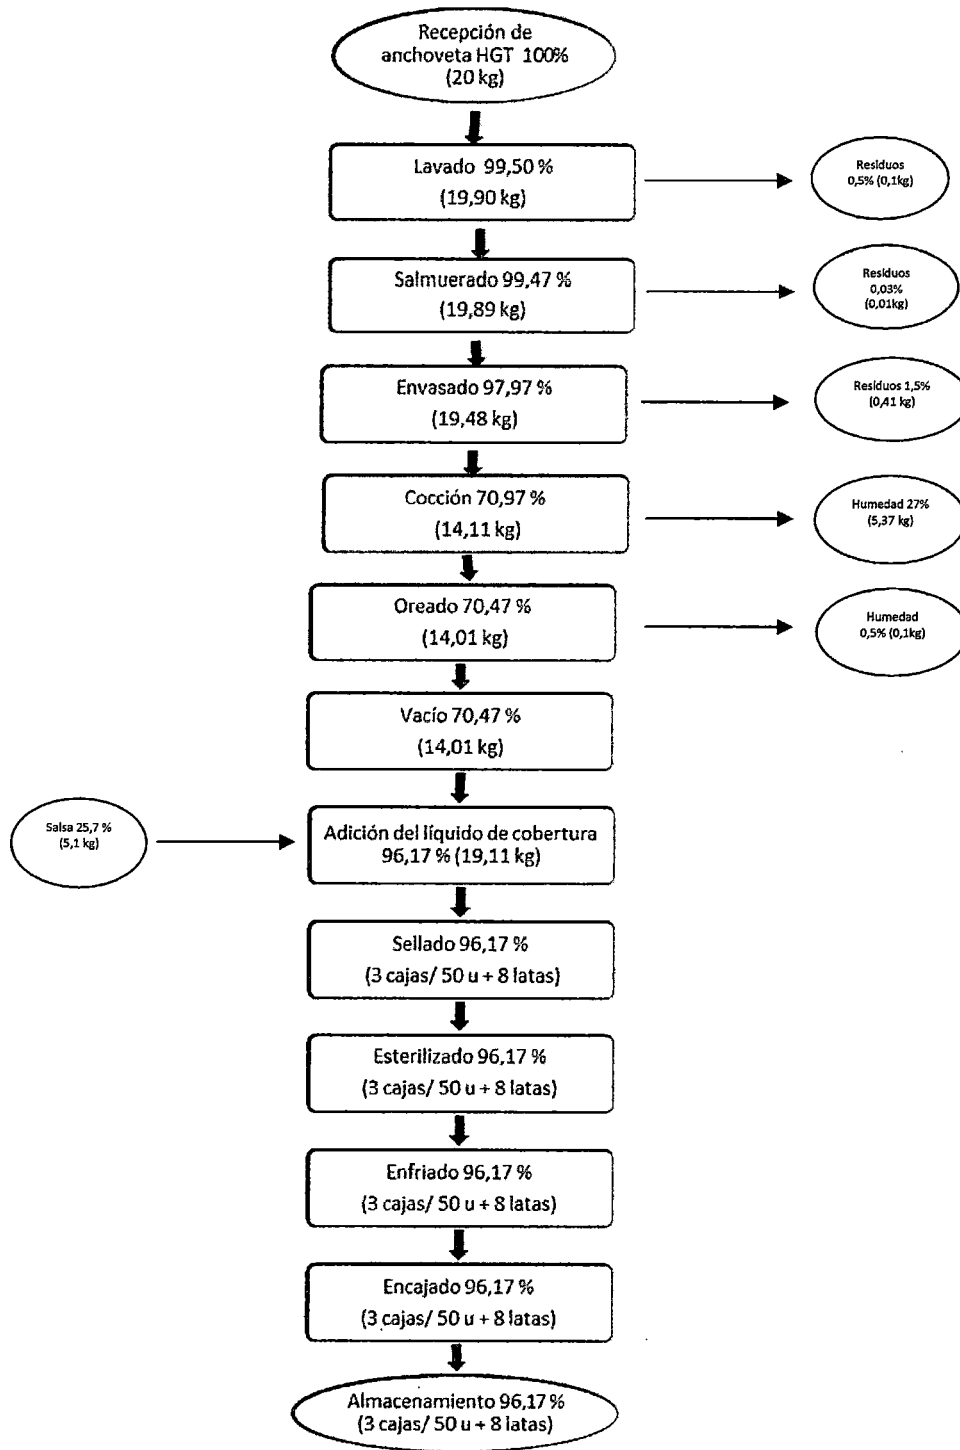 Recepción de
anchoveta HGT 100%
(20 kg)
Lavado 99,50 %
(19,90 kg)
Residuos
0,5% (0,1kg)
Salmuerado 99,47 %
(19,89 kg)
Residuos
0,03%
(0,01kg)
Envasado 97,97 %
(19,48 kg)
Residuos 1,5%
(0,41 kg)
Cocción 70,97 %
(14,11 kg)
Humedad 27%
(5,37 kg)
Oreado 70,47 %
(14,01 kg)
Humedad
0,5% (0,1kg)
Vacío 70,47 %
(14,01 kg)
Salsa 25,7 %
(5,1 kg)
Adición del líquido de cobertura
96,17 % (19,11 kg)
Sellado 96,17 %
(3 cajas/ 50 u + 8 latas)
Esterilizado 96,17 %
(3 cajas/ 50 u + 8 latas)
Enfriado 96,17 %
(3 cajas/ 50 u + 8 latas)
Encajado 96,17 %
(3 cajas/ 50 u + 8 latas)
Almacenamiento 96,17 %
(3 cajas/ 50 u + 8 latas)